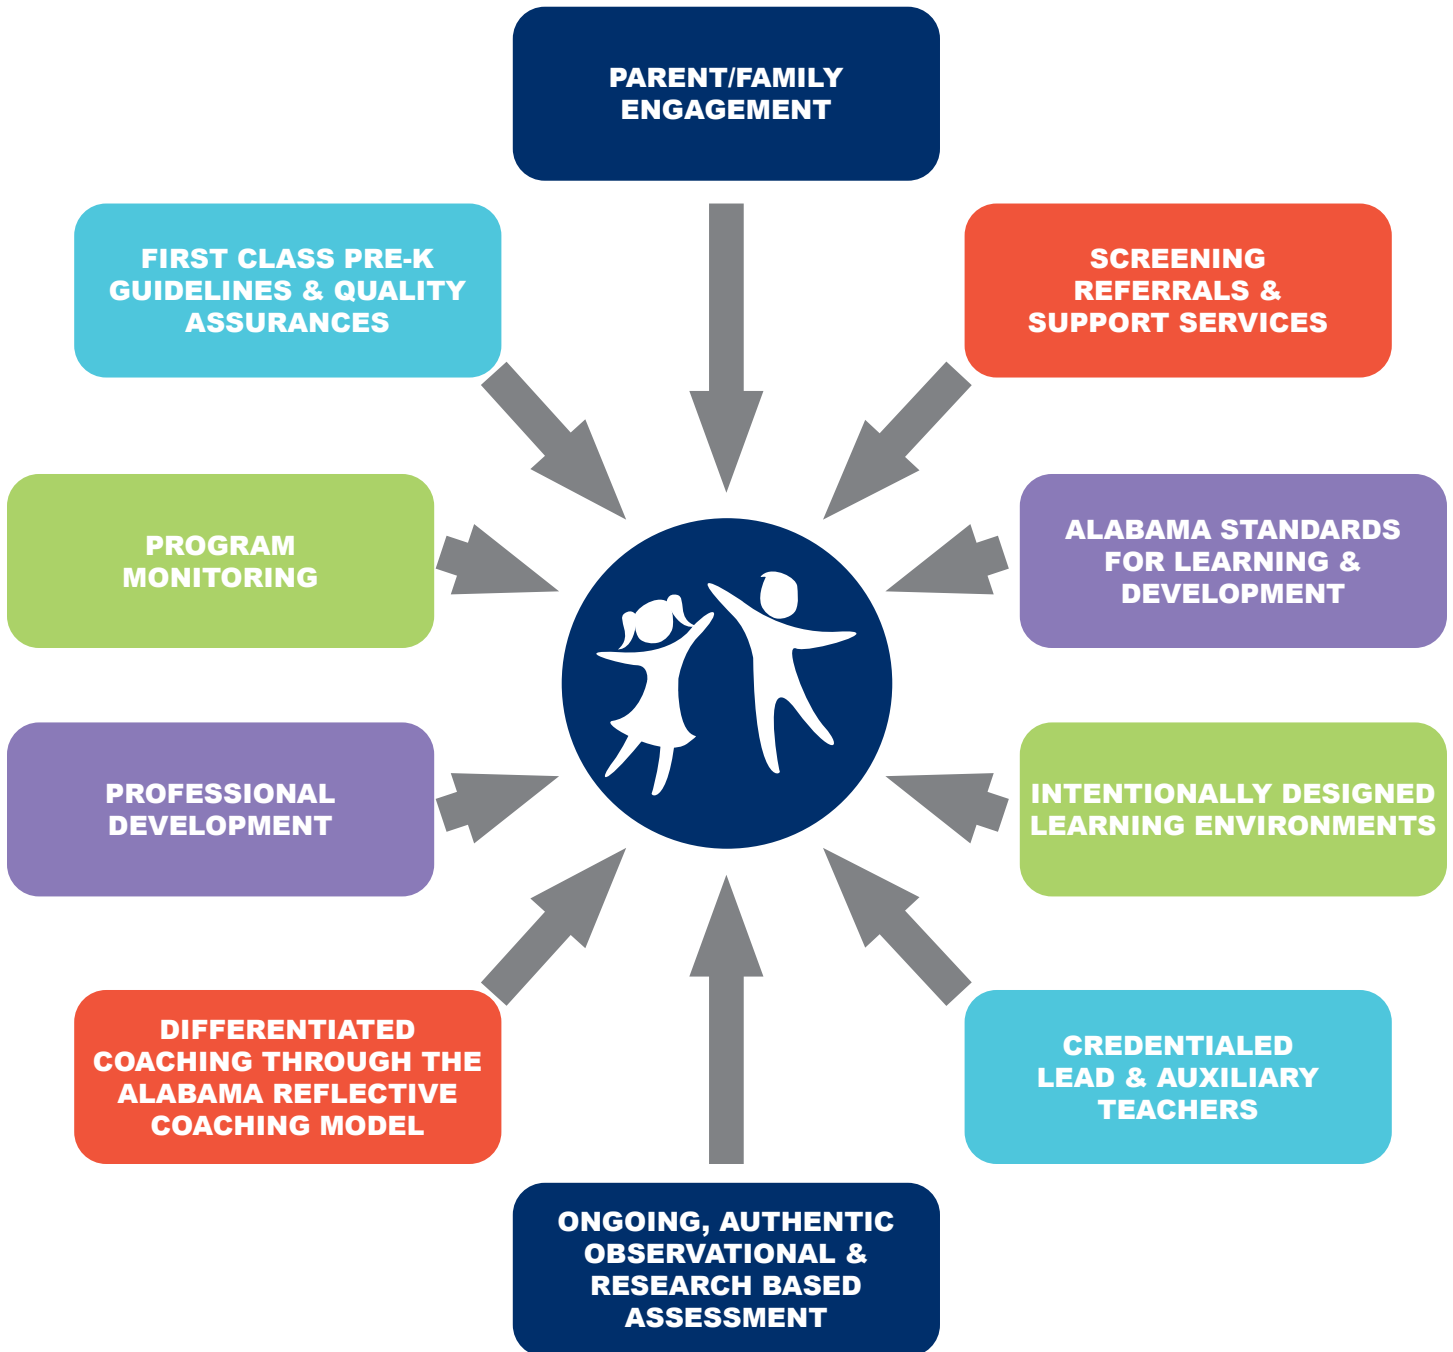 PARENT/FAMILY
ENGAGEMENT
FIRST CLASS PRE-K
GUIDELINES & QUALITY
ASSURANCES
SCREENING
REFERRALS &
SUPPORT SERVICES
PROGRAM
MONITORING
ALABAMA STANDARDS
FOR LEARNING &
DEVELOPMENT
PROFESSIONAL
DEVELOPMENT
INTENTIONALLY DESIGNED
LEARNING ENVIRONMENTS
DIFFERENTIATED
COACHING THROUGH THE
ALABAMA REFLECTIVE
COACHING MODEL
CREDENTIALED
LEAD & AUXILIARY
TEACHERS
ONGOING, AUTHENTIC
OBSERVATIONAL &
RESEARCH BASED
ASSESSMENT